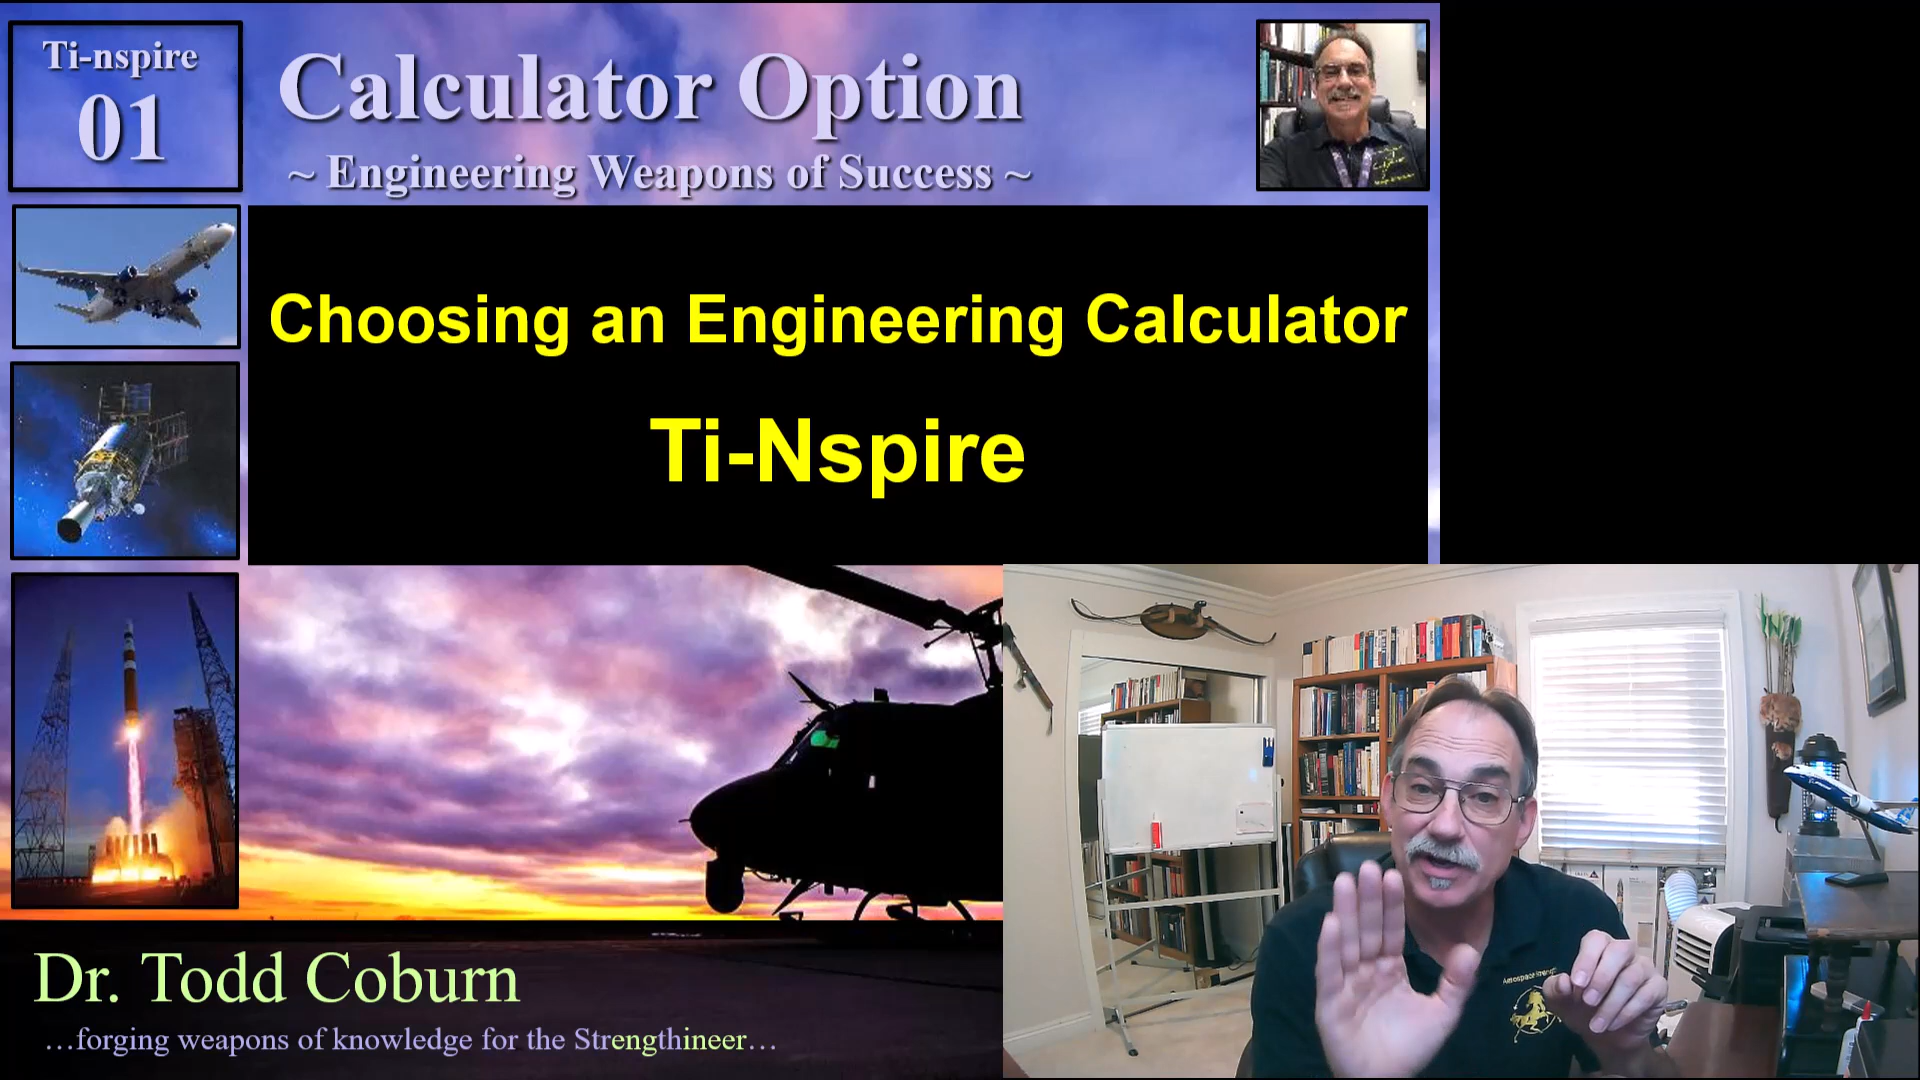 Ti-nspire
01
Calculator Option
~ Engineering Weapons of Success ~
Choosing an Engineering Calculator
Ti-Nspire
Dr. Todd Coburn
…forging weapons of knowledge for the Strengthineer…